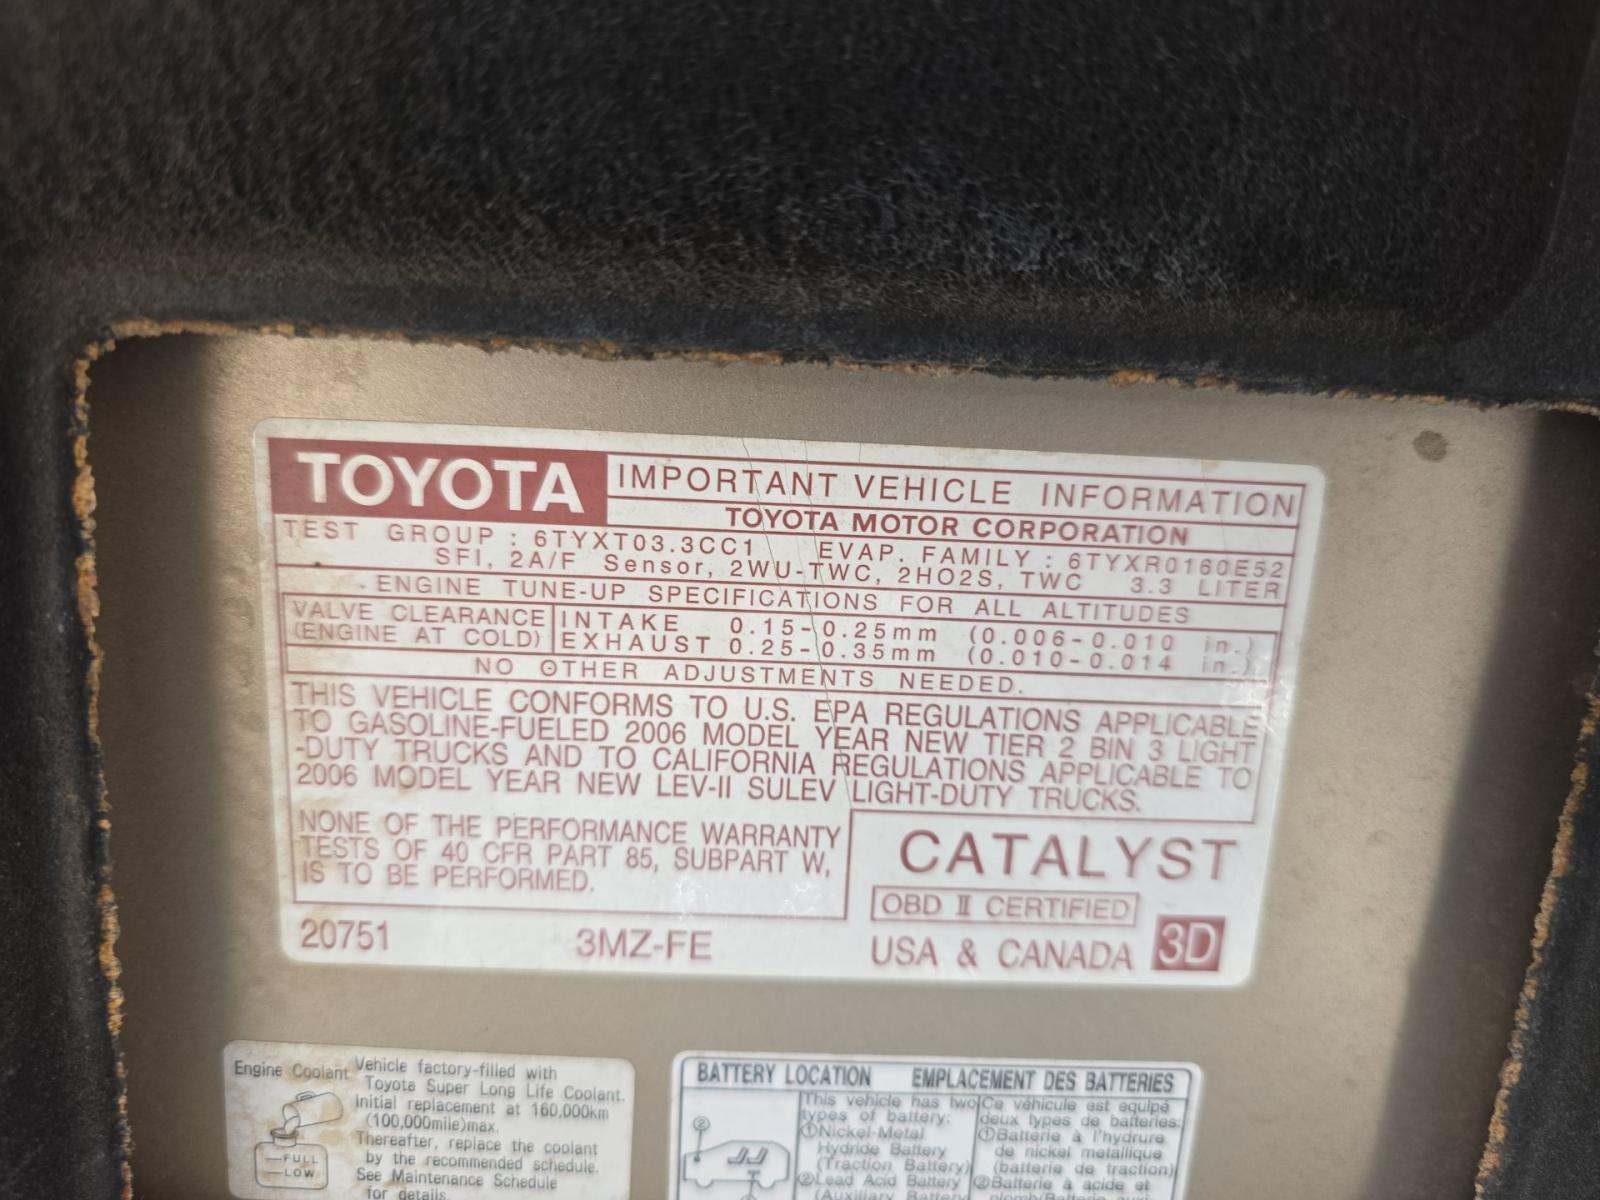 TOYOTA IMPORTANT VEHICLE INFORMATION
TOYOTA MOTOR CORPORATION
TEST GROUP : 6TYXT03.3CC1 EVAP. FAMILY : 6TYXR0160E52
SFI, 2A/F Sensor, 2WU-TWC, 2HO2S, TWC 3.3 LITER
ENGINE TUNE-UP SPECIFICATIONS FOR ALL ALTITUDES
VALVE CLEARANCE INTAKE 0.15-0.25mm (0.006-0.010 in.)
(ENGINE AT COLD) EXHAUST 0.25-0.35mm (0.010-0.014 in.)
NO OTHER ADJUSTMENTS NEEDED.
THIS VEHICLE CONFORMS TO U.S. EPA REGULATIONS APPLICABLE
TO GASOLINE-FUELED 2006 MODEL YEAR NEW TIER 2 BIN 3 LIGHT
-DUTY TRUCKS AND TO CALIFORNIA REGULATIONS APPLICABLE TO
2006 MODEL YEAR NEW LEV-II SULEV LIGHT-DUTY TRUCKS.
NONE OF THE PERFORMANCE WARRANTY
TESTS OF 40 CFR PART 85, SUBPART W,
IS TO BE PERFORMED.
CATALYST
OBD II CERTIFIED
20751 3MZ-FE USA & CANADA 3D
Engine Coolant
Vehicle factory-filled with
Toyota Super Long Life Coolant.
Initial replacement at 160,000km
(100,000mile)max.
Thereafter, replace the coolant
by the recommended schedule.
See Maintenance Schedule
for details.
FULL
LOW
BATTERY LOCATION EMPLACEMENT DES BATTERIES
②
This vehicle has two
types of battery:
①Nickel-Metal
Hydride Battery
(Traction Battery)
②Lead Acid Battery
(Auxiliary Battery
Ce véhicule est équipé
deux types de batteries:
①Batterie à l'hydrure
de nickel metallique
(batterie de traction)
②Batterie à acide et